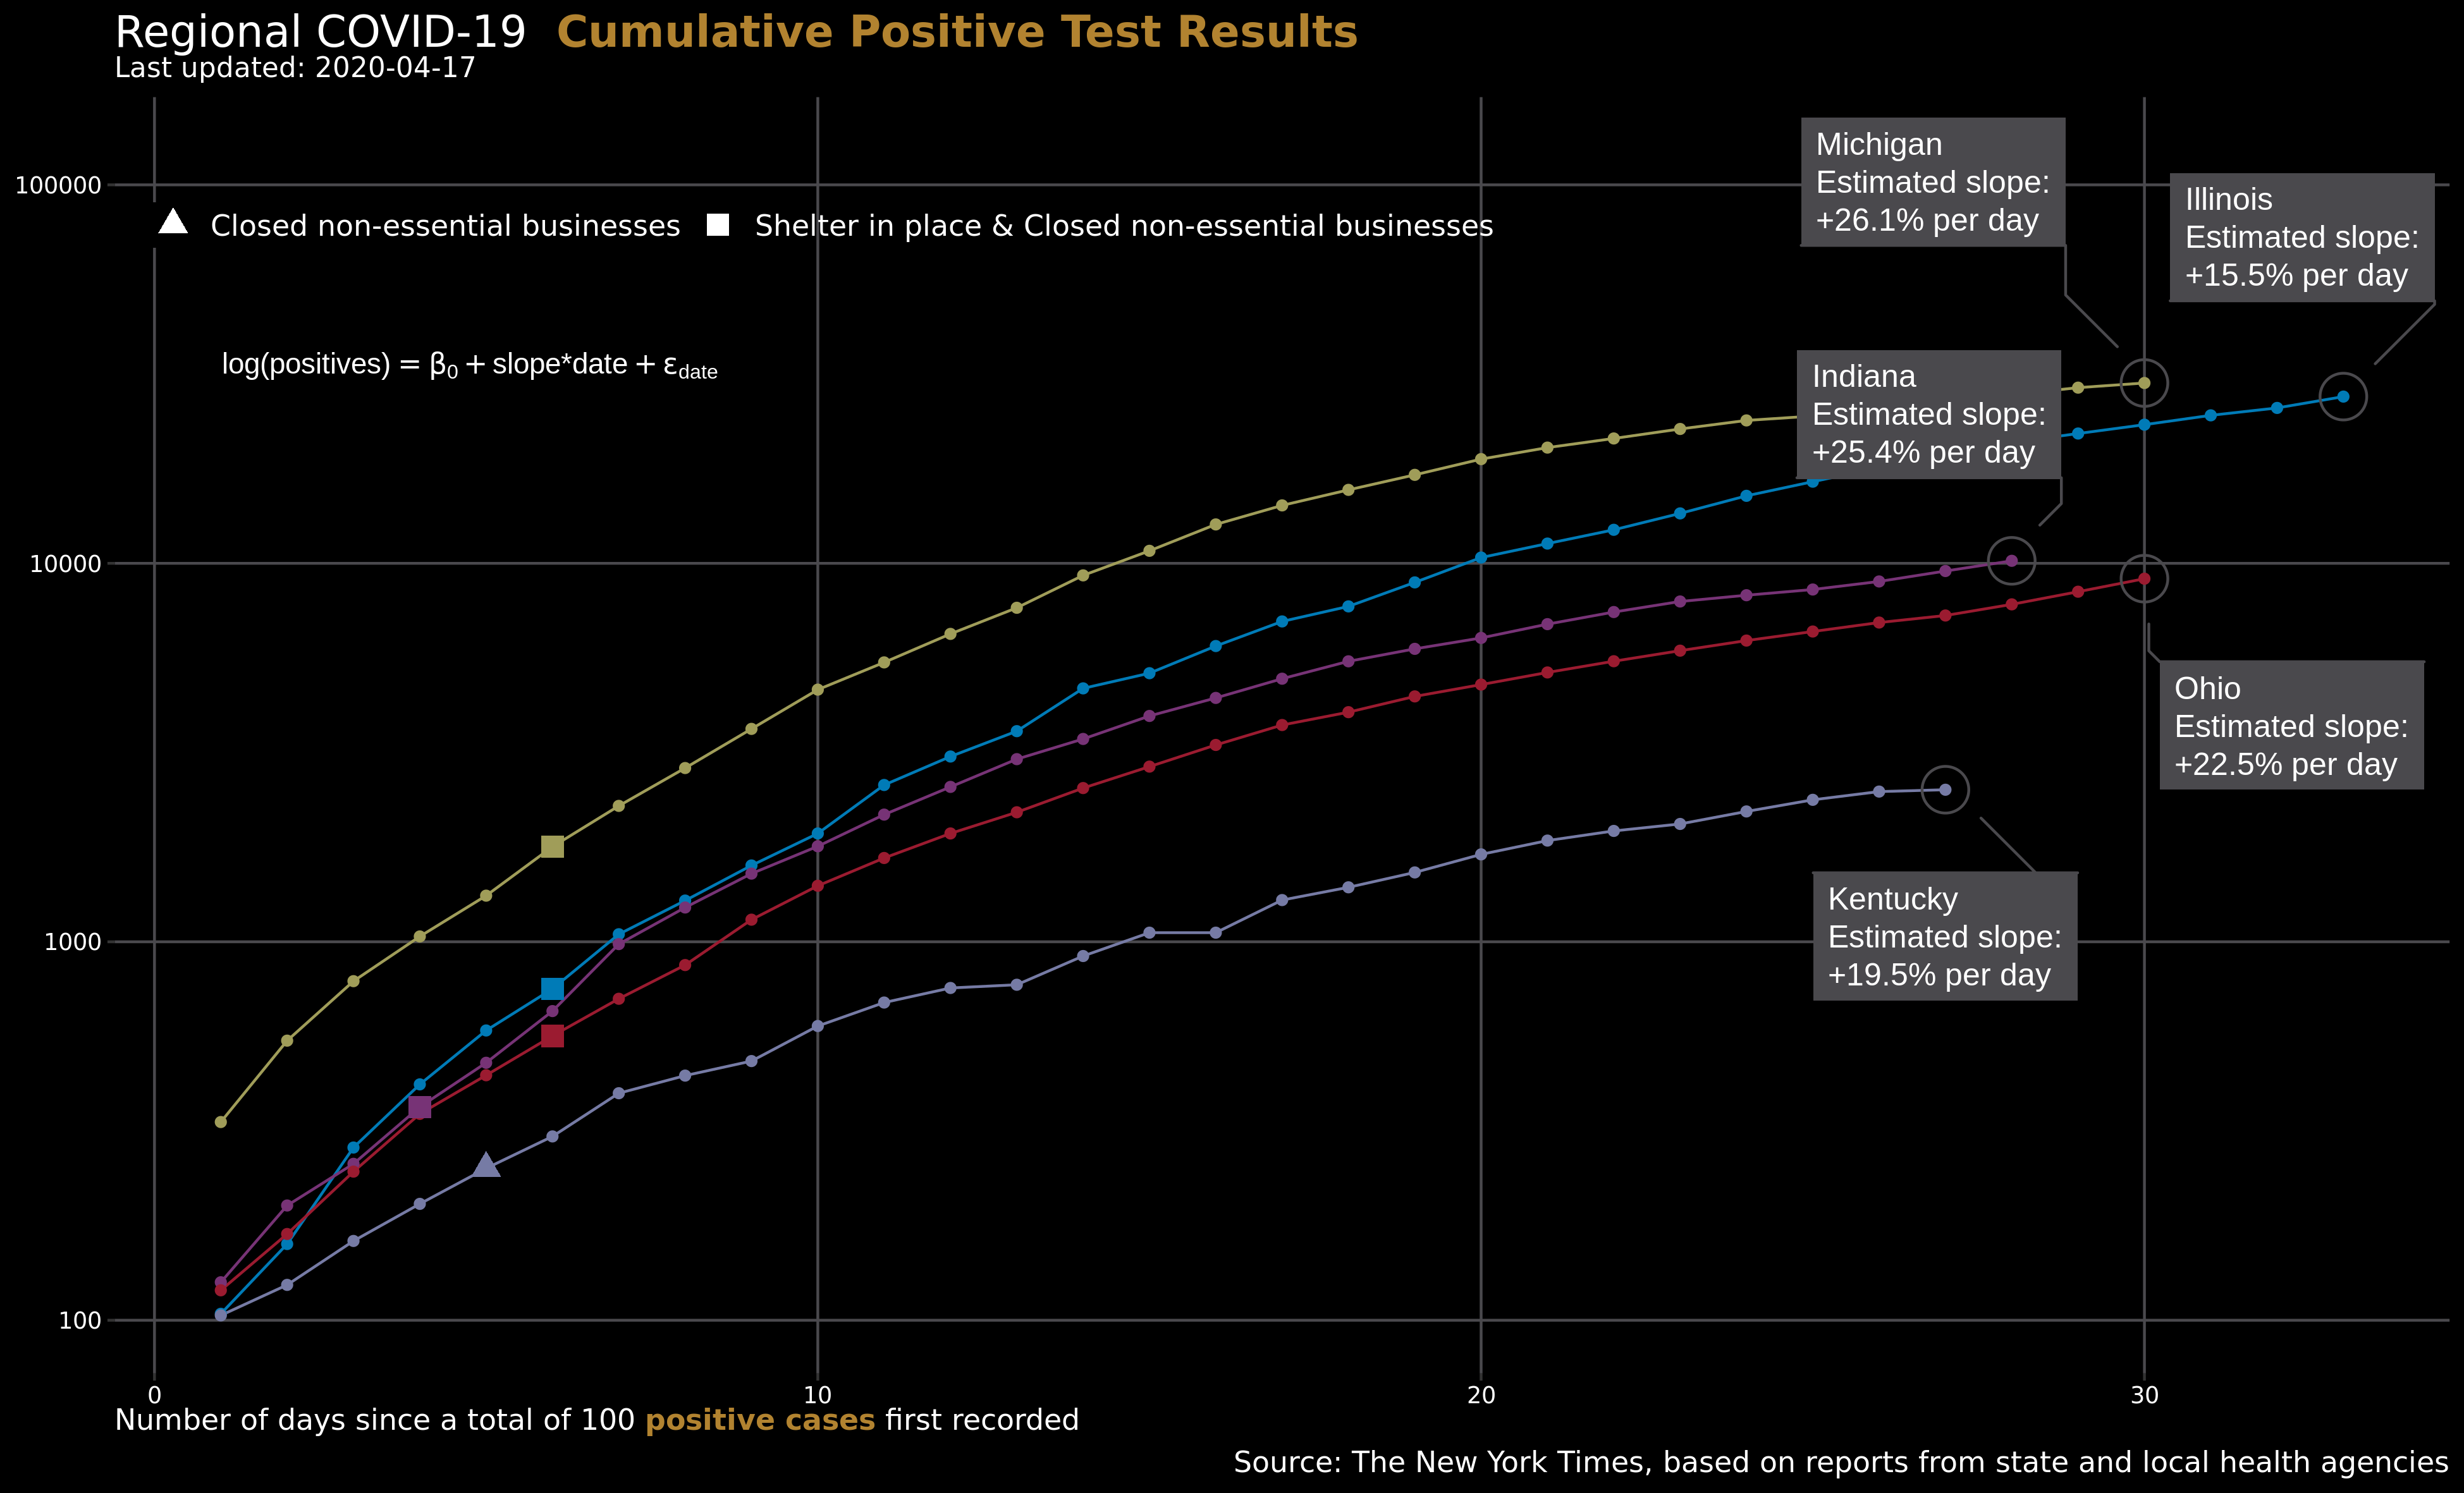 Regional COVID-19 Cumulative Positive Test Results
Last updated: 2020-04-17
100000
10000
1000
100
Closed non-essential businesses
Shelter in place & Closed non-essential businesses
log(positives) = β0 + slope*date + εdate
Michigan
Estimated slope:
+26.1% per day
Illinois
Estimated slope:
+15.5% per day
Indiana
Estimated slope:
+25.4% per day
Ohio
Estimated slope:
+22.5% per day
Kentucky
Estimated slope:
+19.5% per day
0
10
20
30
Number of days since a total of 100 positive cases first recorded
Source: The New York Times, based on reports from state and local health agencies